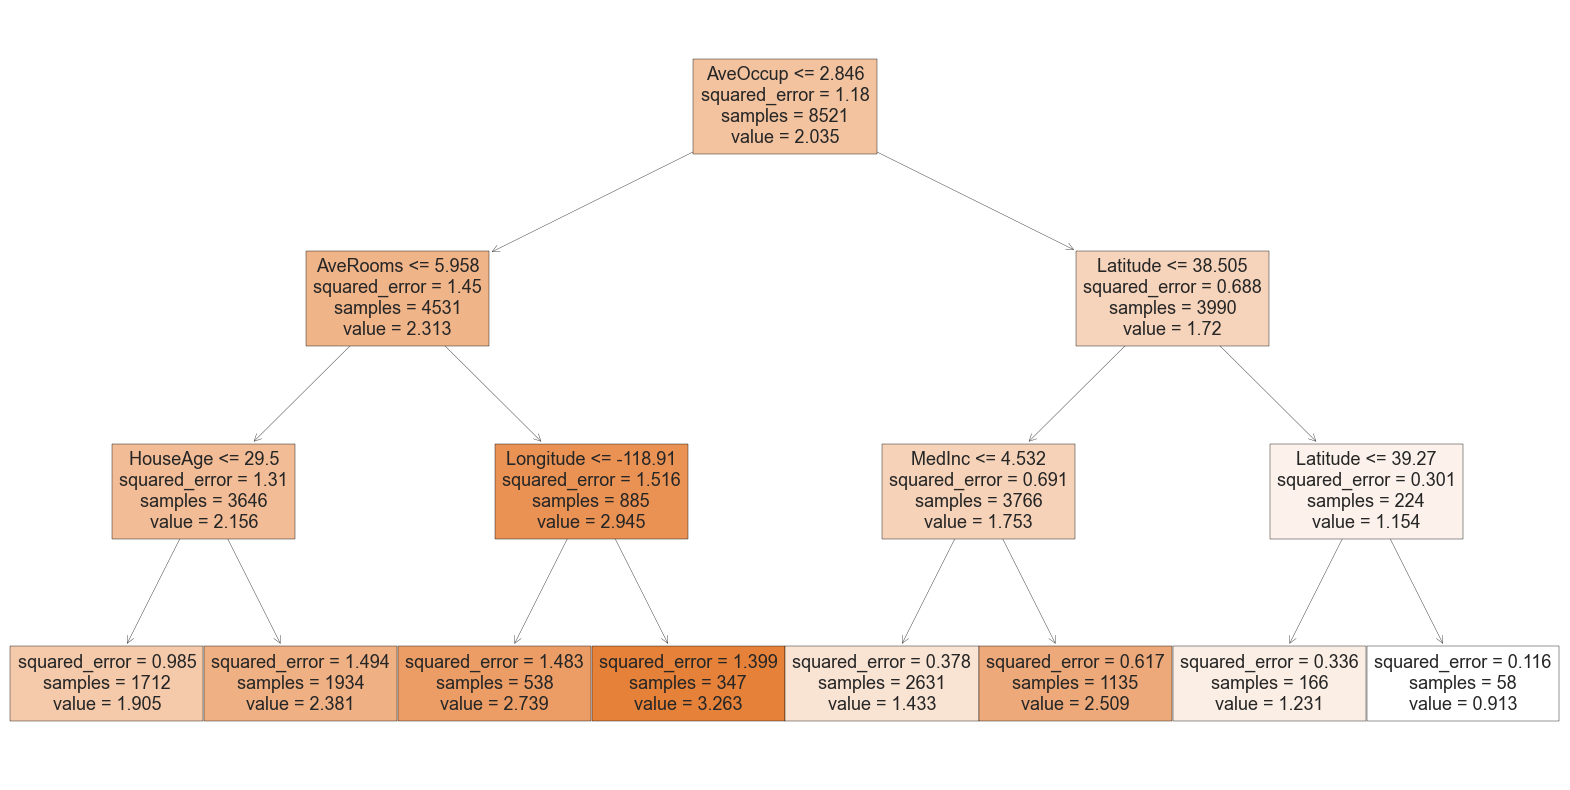 AveOccup <= 2.846
squared_error = 1.18
samples = 8521
value = 2.035
AveRooms <= 5.958
squared_error = 1.45
samples = 4531
value = 2.313
Latitude <= 38.505
squared_error = 0.688
samples = 3990
value = 1.72
HouseAge <= 29.5
squared_error = 1.31
samples = 3646
value = 2.156
Longitude <= -118.91
squared_error = 1.516
samples = 885
value = 2.945
MedInc <= 4.532
squared_error = 0.691
samples = 3766
value = 1.753
Latitude <= 39.27
squared_error = 0.301
samples = 224
value = 1.154
squared_error = 0.985
samples = 1712
value = 1.905
squared_error = 1.494
samples = 1934
value = 2.381
squared_error = 1.483
samples = 538
value = 2.739
squared_error = 1.399
samples = 347
value = 3.263
squared_error = 0.378
samples = 2631
value = 1.433
squared_error = 0.617
samples = 1135
value = 2.509
squared_error = 0.336
samples = 166
value = 1.231
squared_error = 0.116
samples = 58
value = 0.913